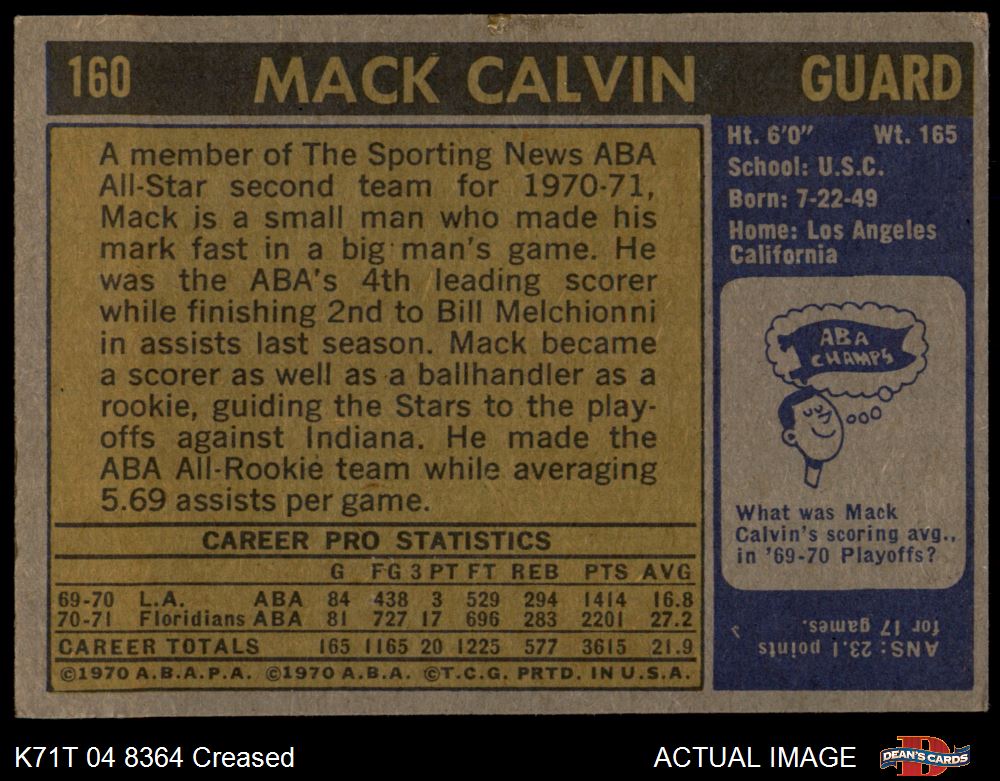 160 MACK CALVIN GUARD
A member of The Sporting News ABA
All-Star second team for 1970-71,
Mack is a small man who made his
mark fast in a big man's game. He
was the ABA's 4th leading scorer
while finishing 2nd to Bill Melchionni
in assists last season. Mack became
a scorer as well as a ballhandler as a
rookie, guiding the Stars to the play-
offs against Indiana. He made the
ABA All-Rookie team while averaging
5.69 assists per game.
CAREER PRO STATISTICS
G FG 3 PT FT REB PTS AVG
69-70 L.A. ABA 84 438 3 529 294 1414 16.8
70-71 Floridians ABA 81 727 17 696 283 2201 27.2
CAREER TOTALS 165 1165 20 1225 577 3615 21.9
©1970 A.B.A.P.A. ©1970 A.B.A. ©T.C.G. PRTD. IN U.S.A.
Ht. 6'0" Wt. 165
School: U.S.C.
Born: 7-22-49
Home: Los Angeles
California
ABA
CHAMPS
What was Mack
Calvin's scoring avg.,
in '69-70 Playoffs?
ANS: 23.1 points
for 17 games.
K71T 04 8364 Creased
ACTUAL IMAGE
D
DEAN'S CARDS